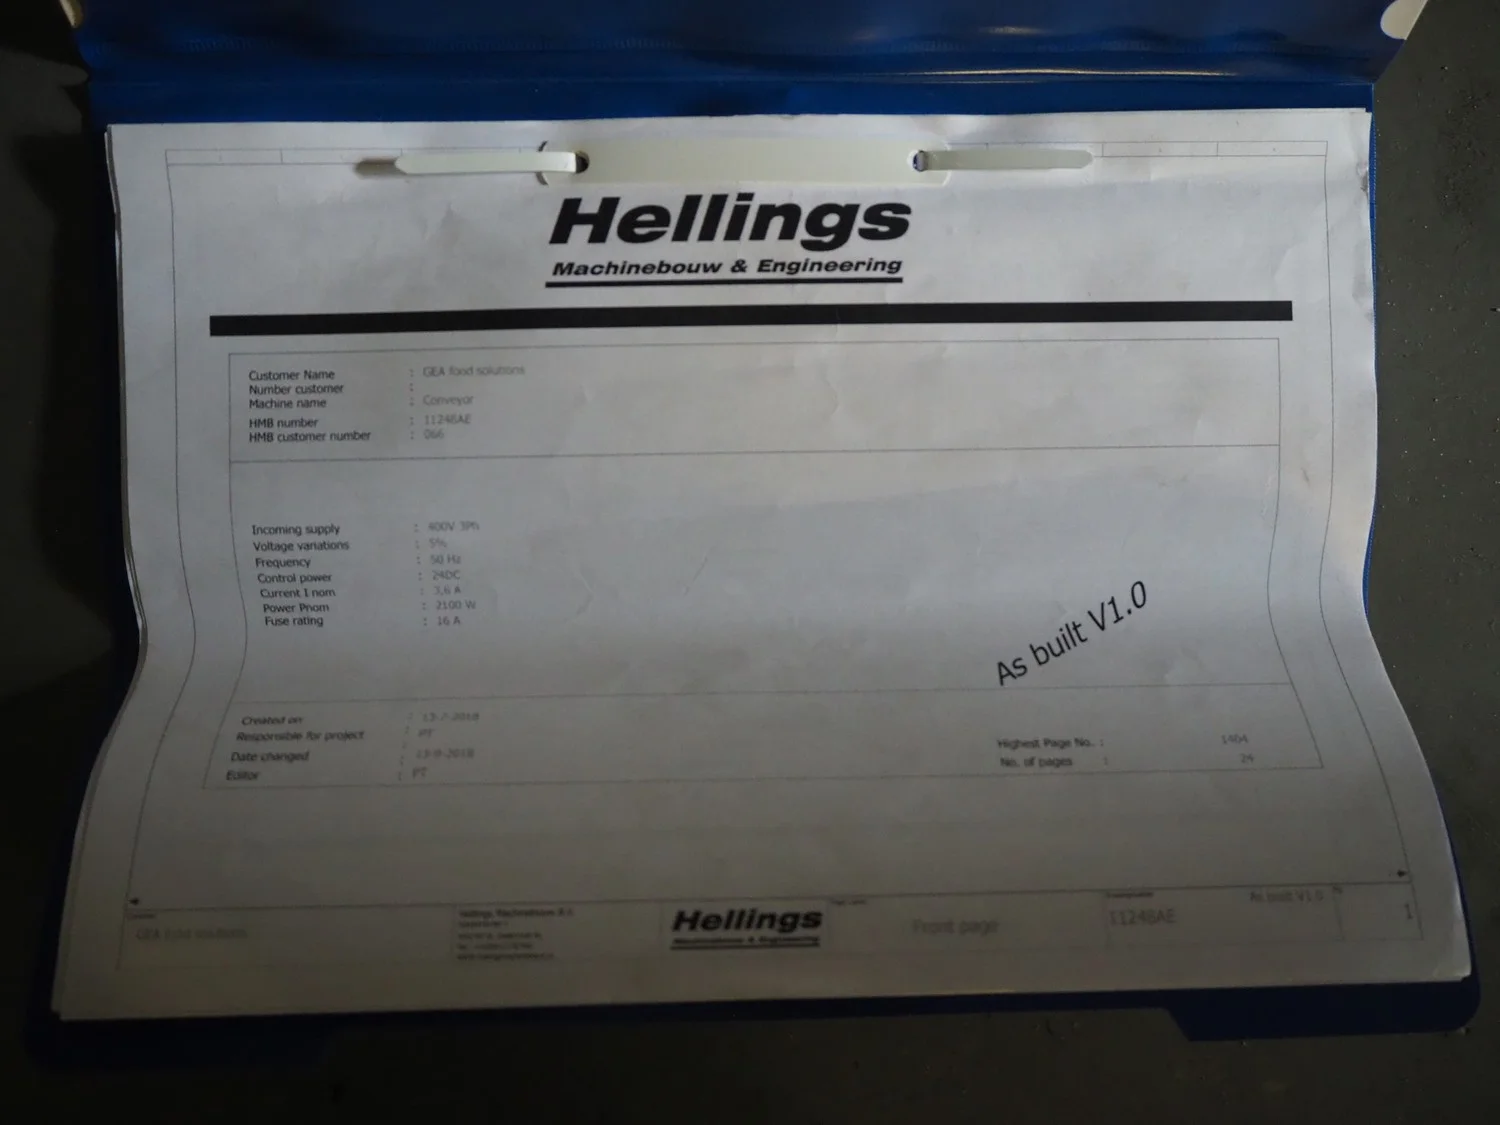 Hellings
Machinebouw & Engineering
Customer Name : GEA food solutions
Number customer :
Machine name : Conveyor
HMB number : 11248AE
HMB customer number : 066
Incoming supply : 400V 3Ph
Voltage variations : 5%
Frequency : 50 Hz
Control power : 24DC
Current I nom : 3,6 A
Power Pnom : 2100 W
Fuse rating : 16 A
As built V1.0
Created on : 13-7-2018
Responsible for project : PT
Date changed : 13-8-2018
Editor : PT
Highest Page No. : 1404
No. of pages : 24
GEA food solutions
Hellings
Machinebouw & Engineering
Front page
11248AE
As built V1.0
1